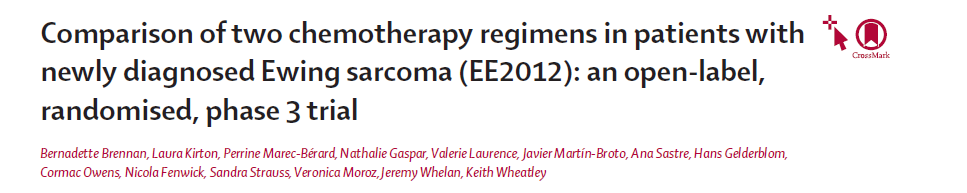 Comparison of two chemotherapy regimens in patients with
newly diagnosed Ewing sarcoma (EE2012): an open-label,
randomised, phase 3 trial
CrossMark
Bernadette Brennan, Laura Kirton, Perrine Marec-Bérard, Nathalie Gaspar, Valerie Laurence, Javier Martín-Broto, Ana Sastre, Hans Gelderblom,
Cormac Owens, Nicola Fenwick, Sandra Strauss, Veronica Moroz, Jeremy Whelan, Keith Wheatley